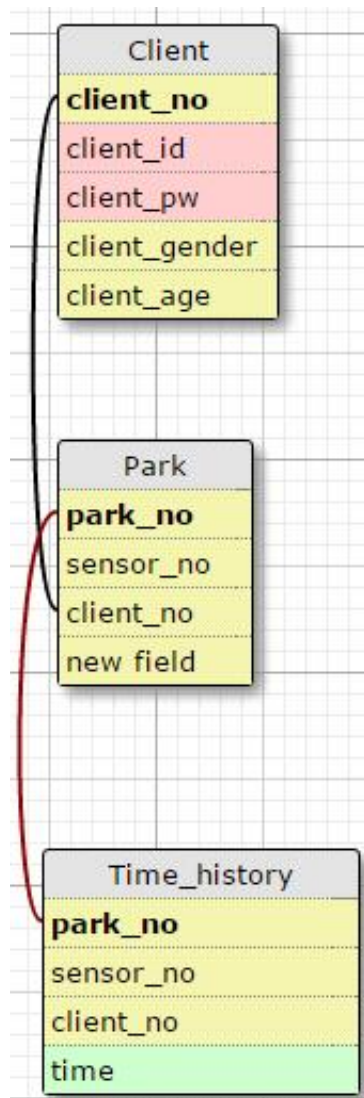 Client
client_no
client_id
client_pw
client_gender
client_age
Park
park_no
sensor_no
client_no
new field
Time_history
park_no
sensor_no
client_no
time